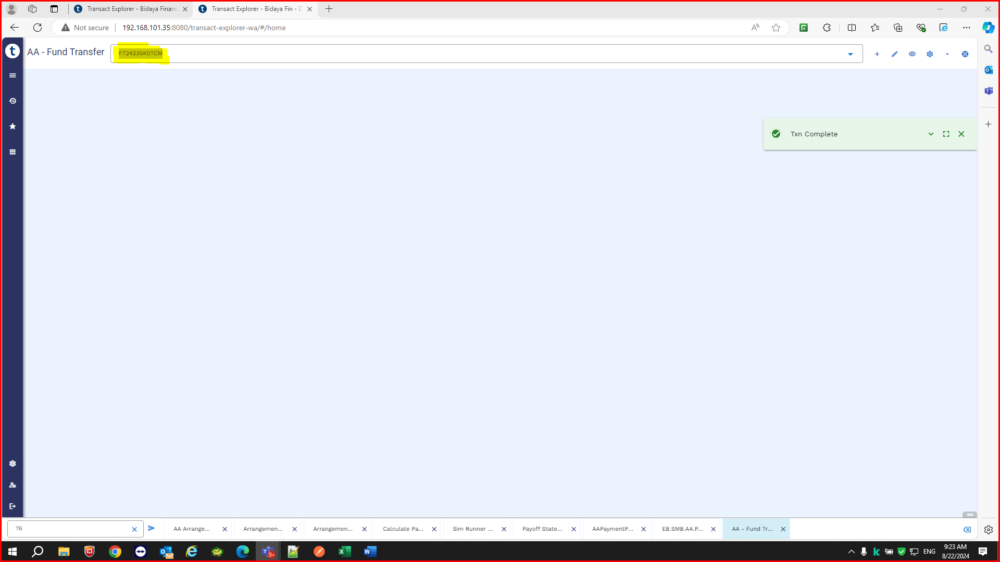 Transact Explorer - Bidaya Financ
Transact Explorer - Bidaya Fin - D
Not secure
192.168.101.35:8080/transact-explorer-wa/#/home
AA - Fund Transfer
FT24235K0TCM
Txn Complete
?6
AA Arrange...
Arrangemen...
Arrangemen...
Calculate Pa...
Sim Runner ...
Payoff State...
AAPaymentP...
EB.SMB.AA.P...
AA - Fund Tr...
9+
ENG
9:23 AM
8/22/2024